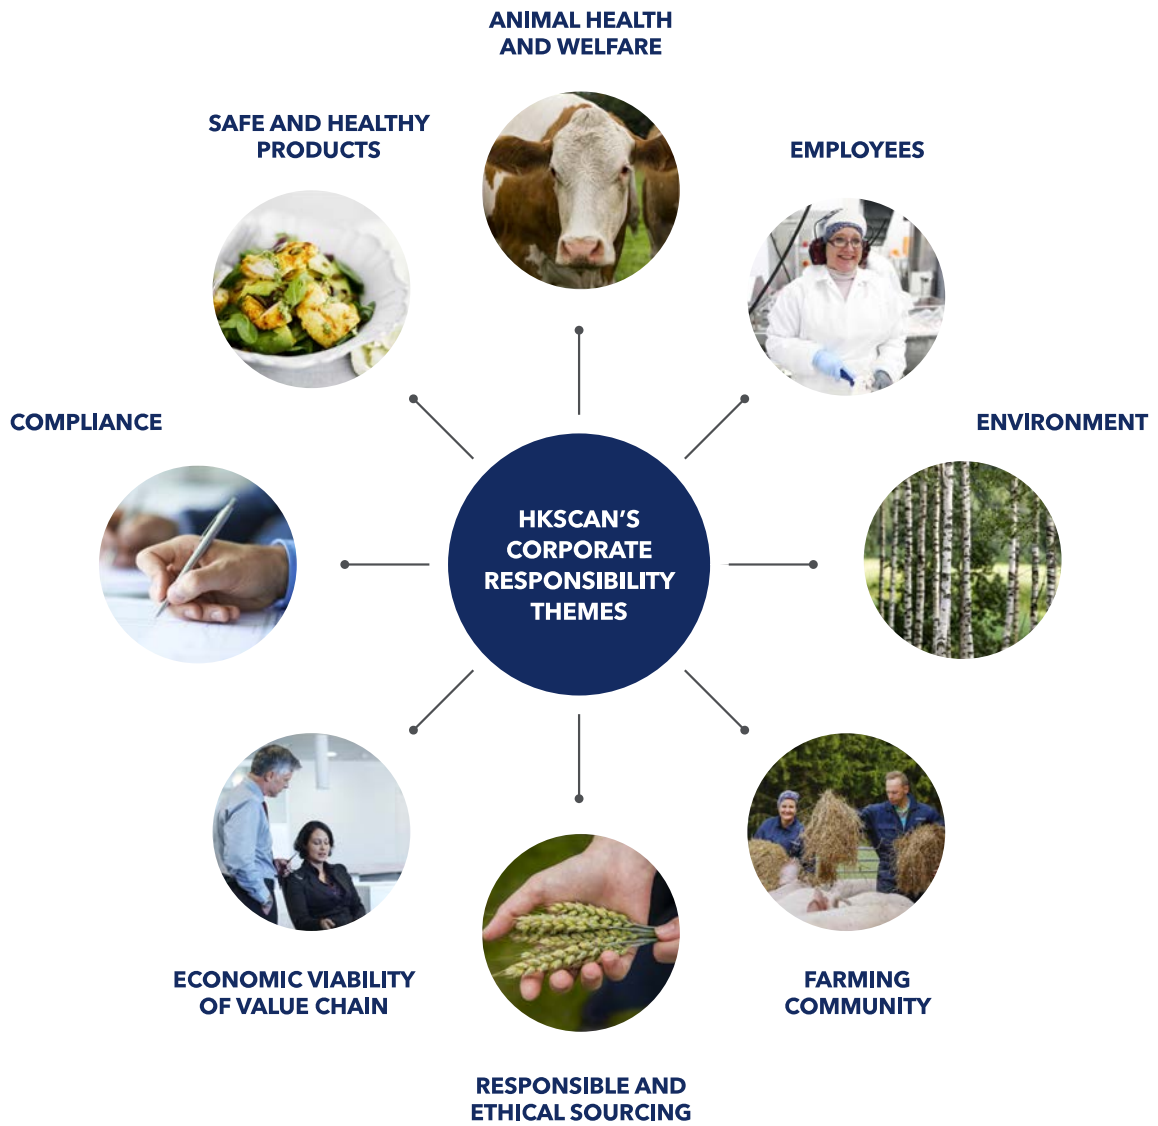 ANIMAL HEALTH
AND WELFARE
SAFE AND HEALTHY
PRODUCTS
EMPLOYEES
COMPLIANCE
ENVIRONMENT
HKSCAN’S
CORPORATE
RESPONSIBILITY
THEMES
ECONOMIC VIABILITY
OF VALUE CHAIN
FARMING
COMMUNITY
RESPONSIBLE AND
ETHICAL SOURCING